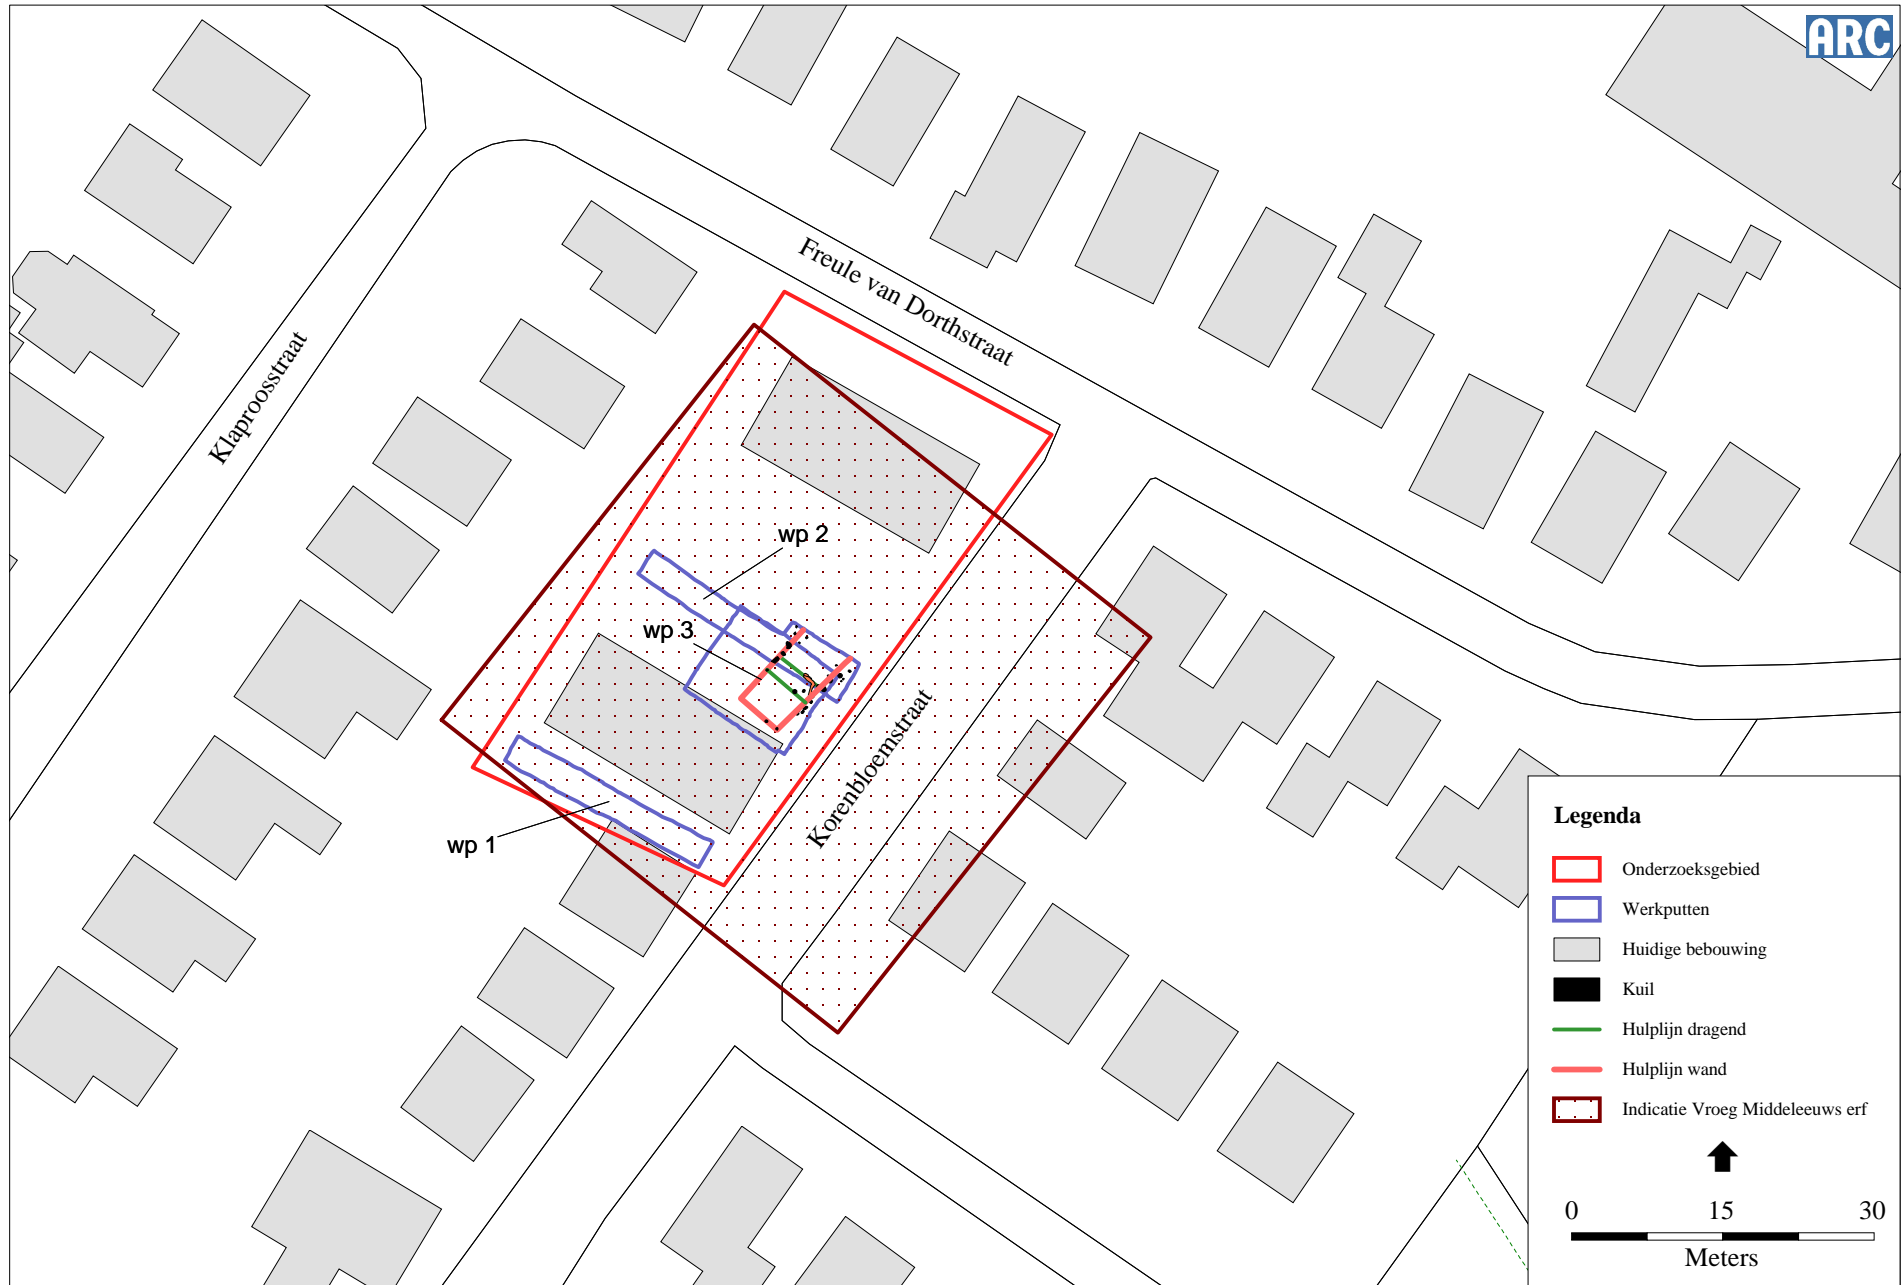 ARC
Freule van Dorthstraat
Klaproosstraat
wp 2
wp 3
Korenbloemstraat
wp 1
Legenda
Onderzoeksgebied
Werkputten
Huidige bebouwing
Kuil
Hulplijn dragend
Hulplijn wand
Indicatie Vroeg Middeleeuws erf
0 15 30
Meters